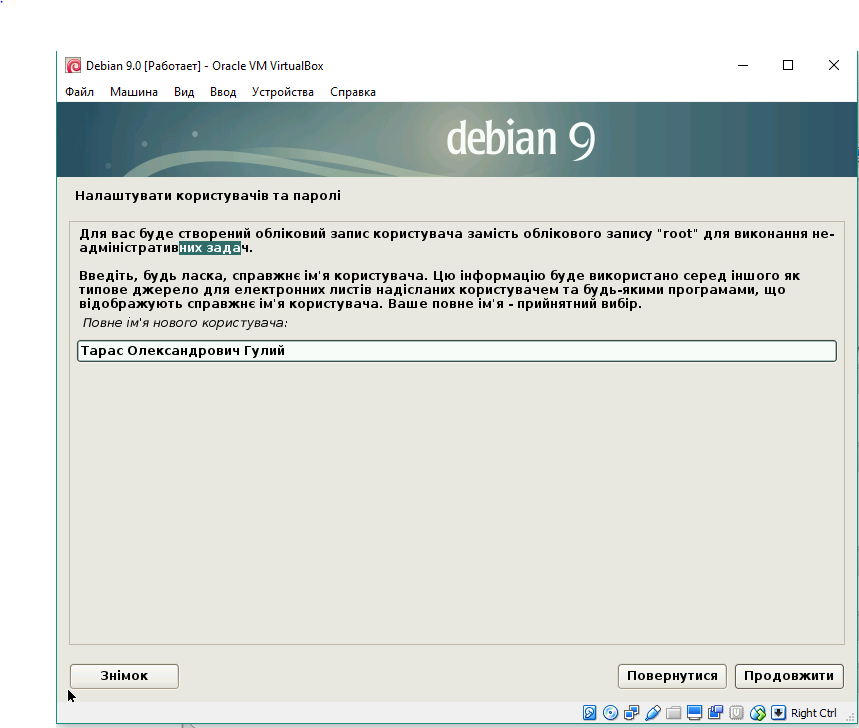 Debian 9.0 [Работает] - Oracle VM VirtualBox
Файл Машина Вид Ввод Устройства Справка
debian 9
Налаштувати користувачів та паролі
Для вас буде створений обліковий запис користувача замість облікового запису "root" для виконання не-
адміністративних задач.
Введіть, будь ласка, справжнє ім'я користувача. Цю інформацію буде використано серед іншого як
типове джерело для електронних листів надісланих користувачем та будь-якими програмами, що
відображують справжнє ім'я користувача. Ваше повне ім'я - прийнятний вибір.
Повне ім'я нового користувача:
Тарас Олександрович Гулий
Знімок Повернутися Продовжити
Right Ctrl